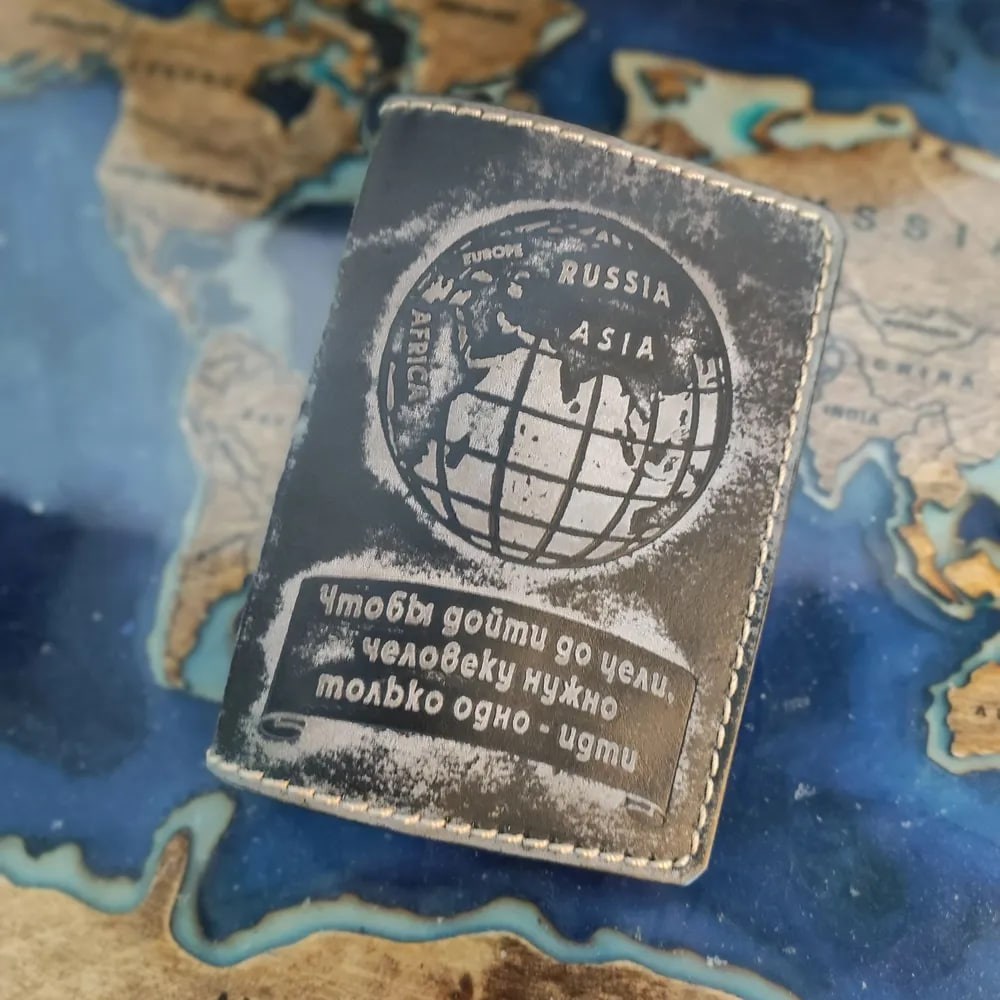 EUROPE
RUSSIA
ASIA
AFRICA
Чтобы дойти до цели,
человеку нужно
только одно - идти
CHINA
INDIA